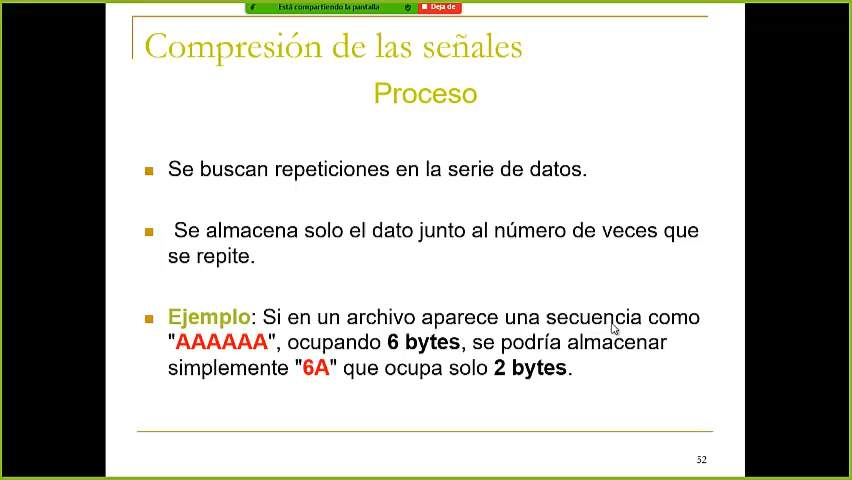 Está compartiendo la pantalla
Deja de
Compresión de las señales
Proceso
Se buscan repeticiones en la serie de datos.
Se almacena solo el dato junto al número de veces que
se repite.
Ejemplo: Si en un archivo aparece una secuencia como
"AAAAAA", ocupando 6 bytes, se podría almacenar
simplemente "6A" que ocupa solo 2 bytes.
52